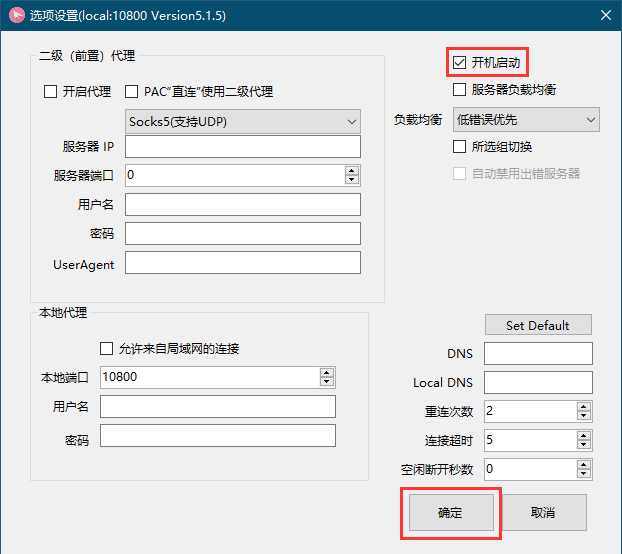 选项设置(local:10800 Version5.1.5)
二级（前置）代理
开启代理
PAC“直连”使用二级代理
Socks5(支持UDP)
服务器 IP
服务器端口
0
用户名
密码
UserAgent
开机启动
服务器负载均衡
负载均衡
低错误优先
所选组切换
自动禁用出错服务器
本地代理
允许来自局域网的连接
本地端口
10800
用户名
密码
Set Default
DNS
Local DNS
重连次数
2
连接超时
5
空闲断开秒数
0
确定
取消